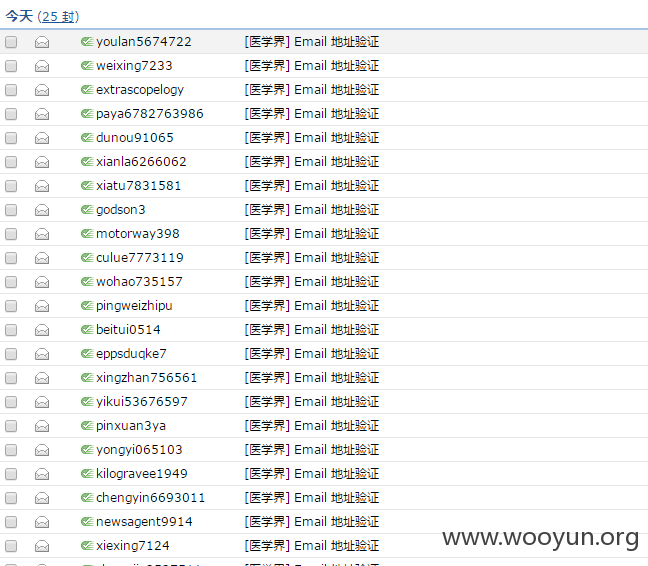 今天 (25 封)
youlan5674722 [医学界] Email 地址验证
weixing7233 [医学界] Email 地址验证
extrascopelogy [医学界] Email 地址验证
paya6782763986 [医学界] Email 地址验证
dunou91065 [医学界] Email 地址验证
xianla6266062 [医学界] Email 地址验证
xiatu7831581 [医学界] Email 地址验证
godson3 [医学界] Email 地址验证
motorway398 [医学界] Email 地址验证
culue7773119 [医学界] Email 地址验证
wohao735157 [医学界] Email 地址验证
pingweizhipu [医学界] Email 地址验证
beitui0514 [医学界] Email 地址验证
eppsduqke7 [医学界] Email 地址验证
xingzhan756561 [医学界] Email 地址验证
yikui53676597 [医学界] Email 地址验证
pinxuan3ya [医学界] Email 地址验证
yongyi065103 [医学界] Email 地址验证
kilogravee1949 [医学界] Email 地址验证
chengyin6693011 [医学界] Email 地址验证
newsagent9914 [医学界] Email 地址验证
xiexing7124 [医学界] Email 地址验证
www.wooyun.org